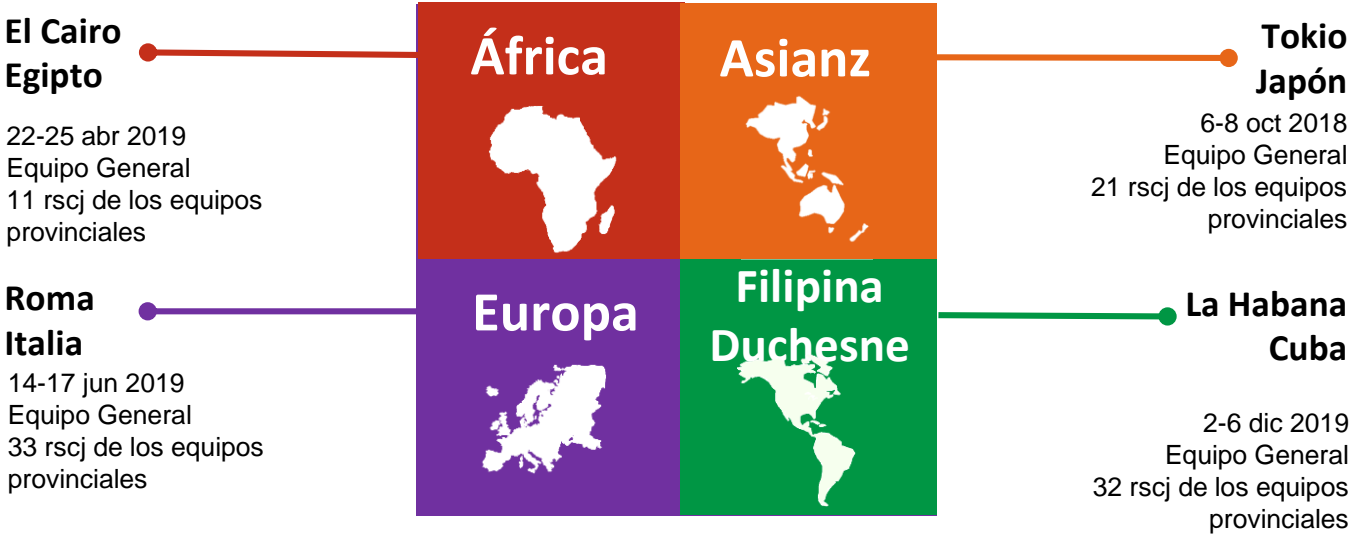 El Cairo
Egipto
22-25 abr 2019
Equipo General
11 rscj de los equipos
provinciales
África
Asianz
Tokio
Japón
6-8 oct 2018
Equipo General
21 rscj de los equipos
provinciales
Roma
Italia
14-17 jun 2019
Equipo General
33 rscj de los equipos
provinciales
Europa
Filipina
Duchesne
La Habana
Cuba
2-6 dic 2019
Equipo General
32 rscj de los equipos
provinciales